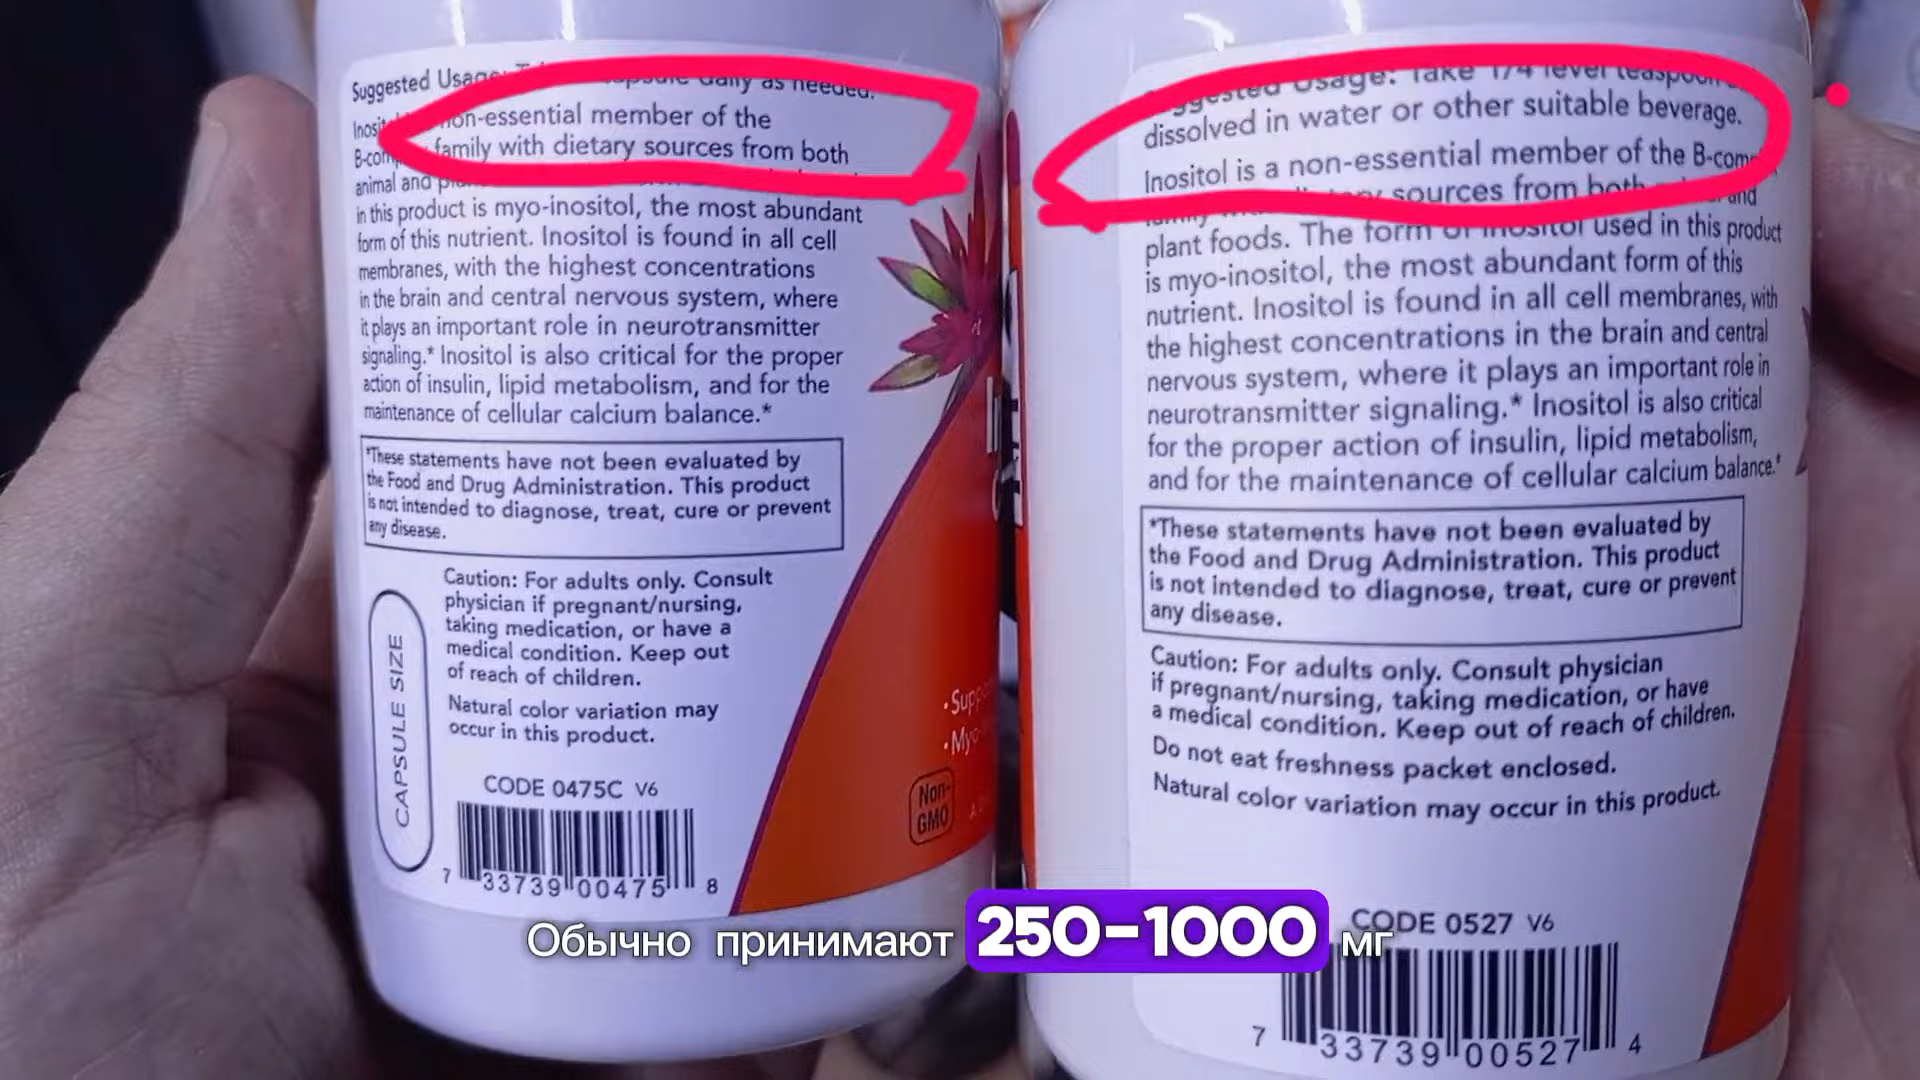 Suggested Usage: capsule daily as needed.
non-essential member of the
family with dietary sources from both
animal and
in this product is myo-inositol, the most abundant
form of this nutrient. Inositol is found in all cell
membranes, with the highest concentrations
in the brain and central nervous system, where
it plays an important role in neurotransmitter
signaling.* Inositol is also critical for the proper
action of insulin, lipid metabolism, and for the
maintenance of cellular calcium balance.*
*These statements have not been evaluated by
the Food and Drug Administration. This product
is not intended to diagnose, treat, cure or prevent
any disease.
CAPSULE SIZE
Caution: For adults only. Consult
physician if pregnant/nursing,
taking medication, or have a
medical condition. Keep out
of reach of children.
Natural color variation may
occur in this product.
CODE 0475C V6
7 33739 00475 8
Non-
GMO
Suggested Usage: Take 1/4 level teaspoon
dissolved in water or other suitable beverage.
Inositol is a non-essential member of the B-com
sources from both and
plant foods. The form of inositol used in this product
is myo-inositol, the most abundant form of this
nutrient. Inositol is found in all cell membranes, with
the highest concentrations in the brain and central
nervous system, where it plays an important role in
neurotransmitter signaling.* Inositol is also critical
for the proper action of insulin, lipid metabolism,
and for the maintenance of cellular calcium balance.*
*These statements have not been evaluated by
the Food and Drug Administration. This product
is not intended to diagnose, treat, cure or prevent
any disease.
Caution: For adults only. Consult physician
if pregnant/nursing, taking medication, or have
a medical condition. Keep out of reach of children.
Do not eat freshness packet enclosed.
Natural color variation may occur in this product.
CODE 0527 V6
7 33739 00527 4
Обычно принимают 250-1000 мг